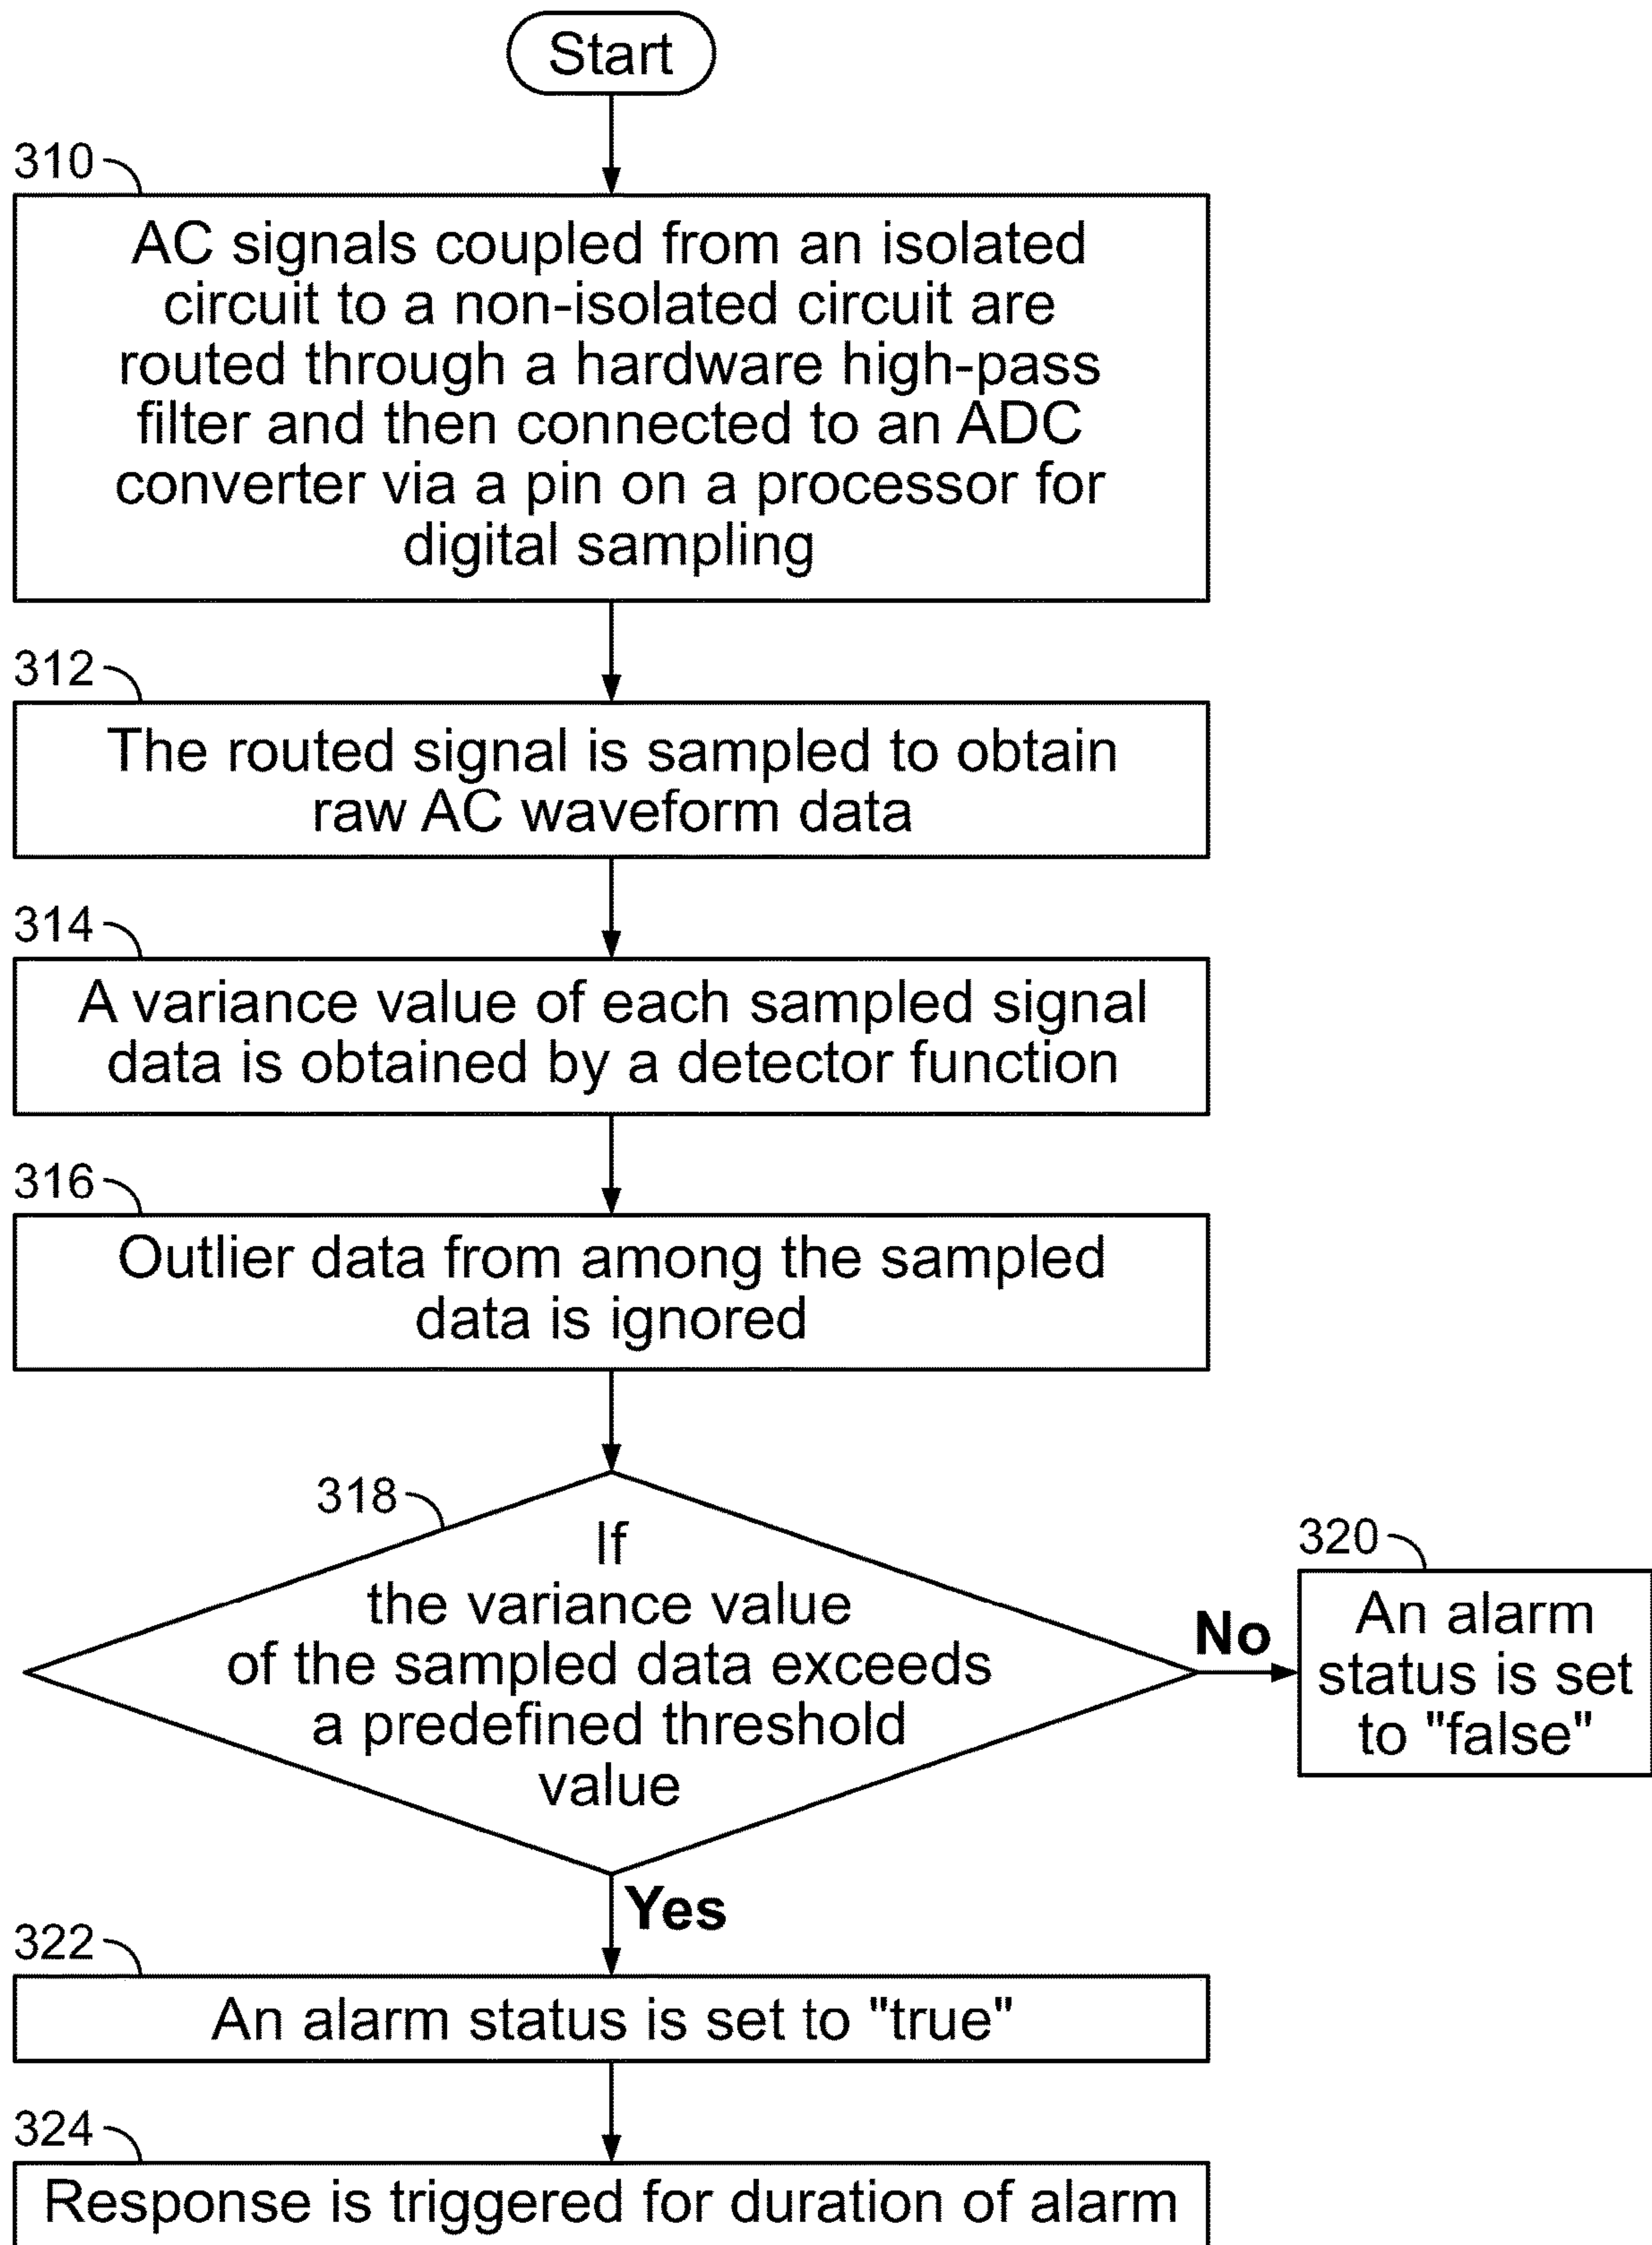 Start
310
AC signals coupled from an isolated
circuit to a non-isolated circuit are
routed through a hardware high-pass
filter and then connected to an ADC
converter via a pin on a processor for
digital sampling
312
The routed signal is sampled to obtain
raw AC waveform data
314
A variance value of each sampled signal
data is obtained by a detector function
316
Outlier data from among the sampled
data is ignored
318
If
the variance value
of the sampled data exceeds
a predefined threshold
value
No
320
An alarm
status is set
to "false"
Yes
322
An alarm status is set to "true"
324
Response is triggered for duration of alarm